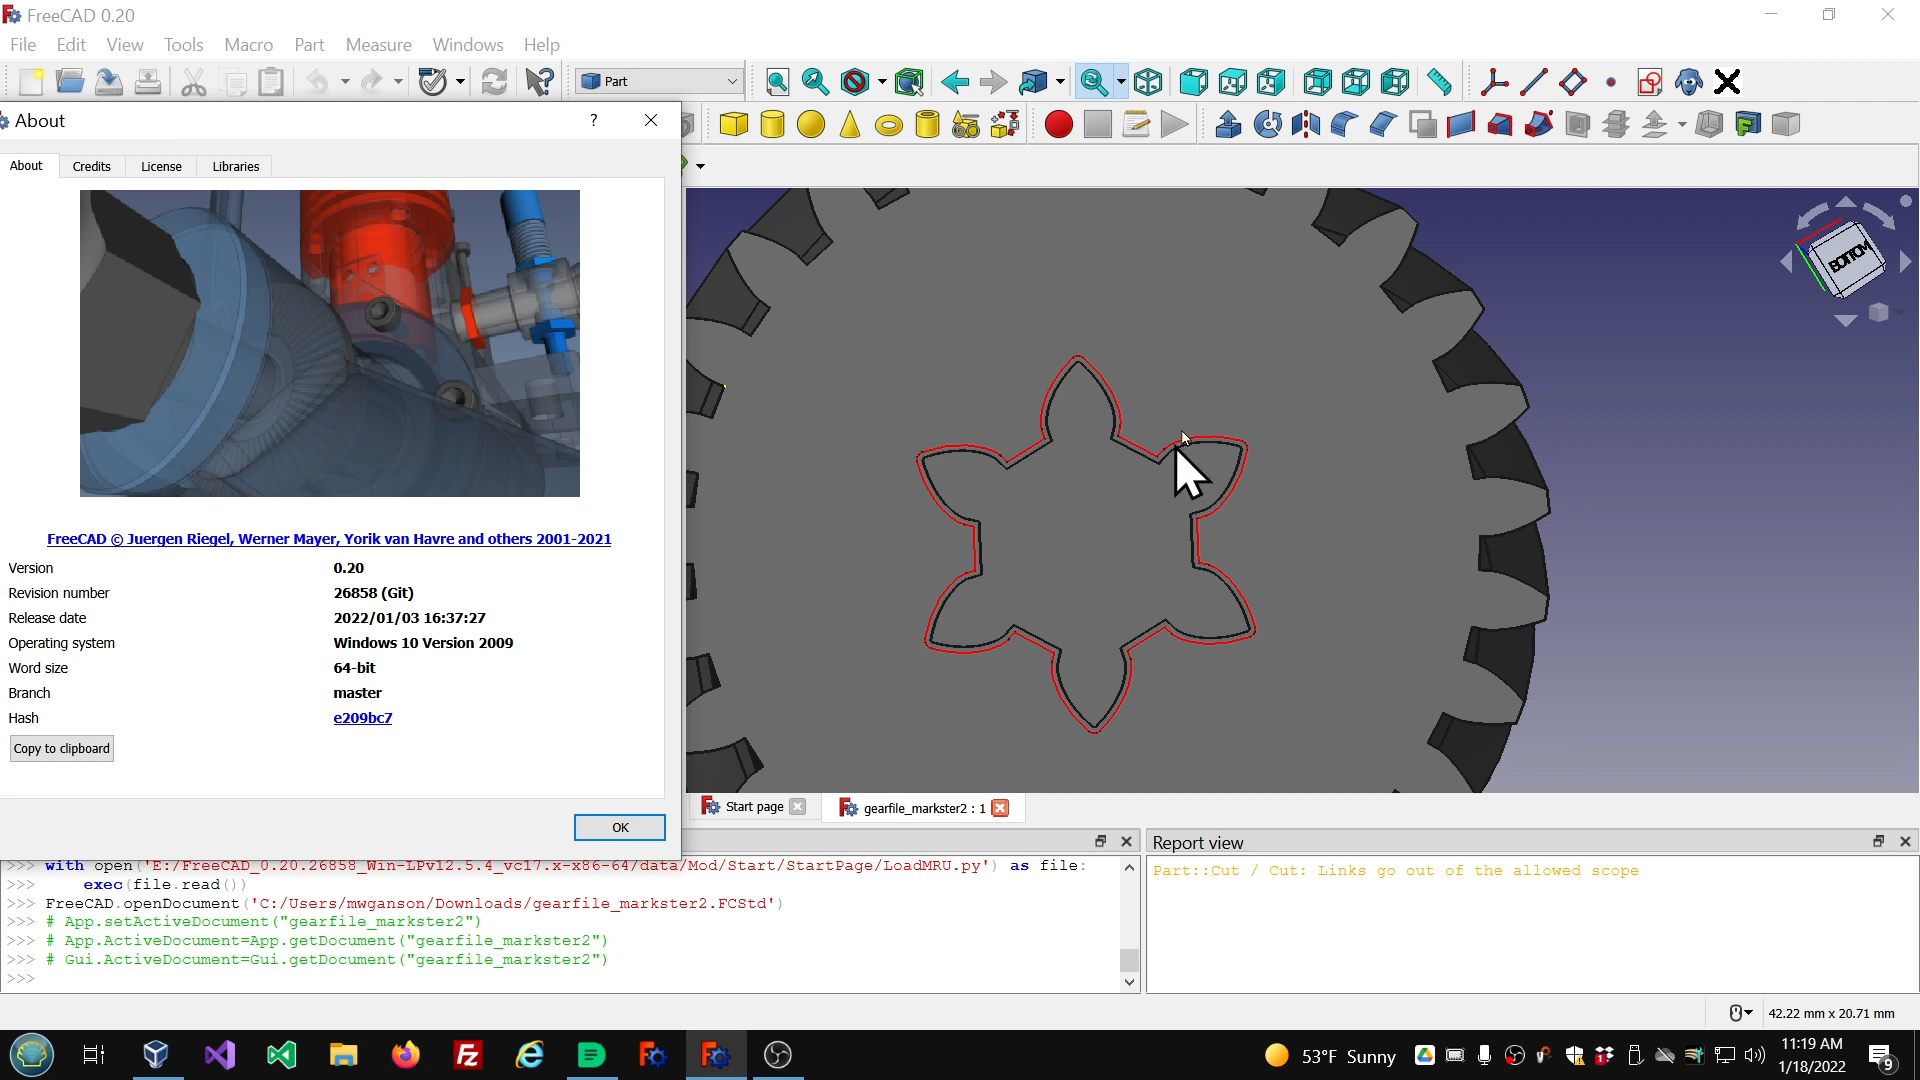 FreeCAD 0.20
File Edit View Tools Macro Part Measure Windows Help
Part
About
?
About Credits License Libraries
BOTTOM
FreeCAD © Juergen Riegel, Werner Mayer, Yorik van Havre and others 2001-2021
Version 0.20
Revision number 26858 (Git)
Release date 2022/01/03 16:37:27
Operating system Windows 10 Version 2009
Word size 64-bit
Branch master
Hash e209bc7
Copy to clipboard
OK
Start page gearfile_markster2 : 1
Report view
>>> with open('E:/FreeCAD_0.20.26858_Win-LPv12.5.4_vc17.x-x86-64/data/Mod/Start/StartPage/LoadMRU.py') as file:
>>> exec(file.read())
>>> FreeCAD.openDocument('C:/Users/mwganson/Downloads/gearfile_markster2.FCStd')
>>> # App.setActiveDocument("gearfile_markster2")
>>> # App.ActiveDocument=App.getDocument("gearfile_markster2")
>>> # Gui.ActiveDocument=Gui.getDocument("gearfile_markster2")
>>>
Part::Cut / Cut: Links go out of the allowed scope
42.22 mm x 20.71 mm
53°F Sunny
11:19 AM
1/18/2022
9